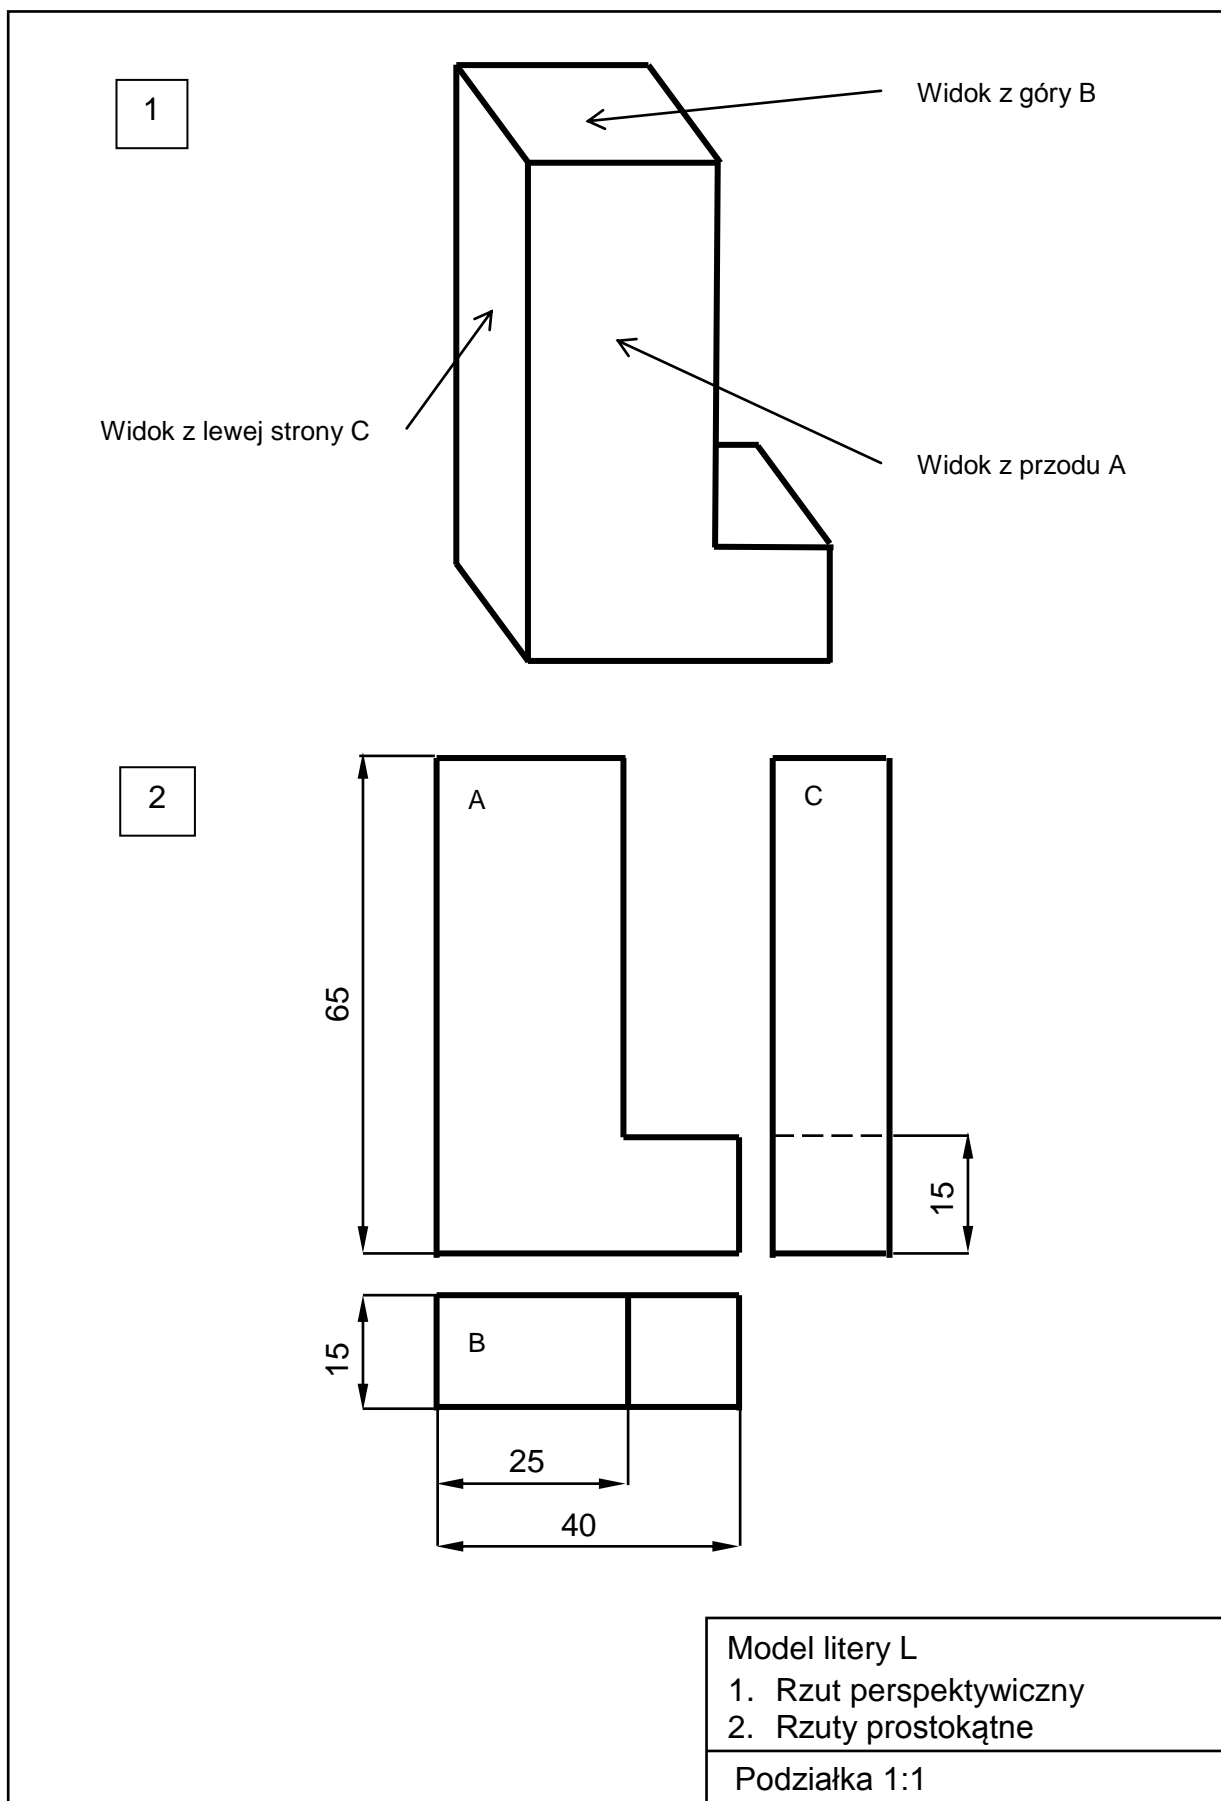 1
Widok z góry B
Widok z lewej strony C
Widok z przodu A
2
A
C
65
15
B
15
25
40
Model litery L
1. Rzut perspektywiczny
2. Rzuty prostokątne
Podziałka 1:1